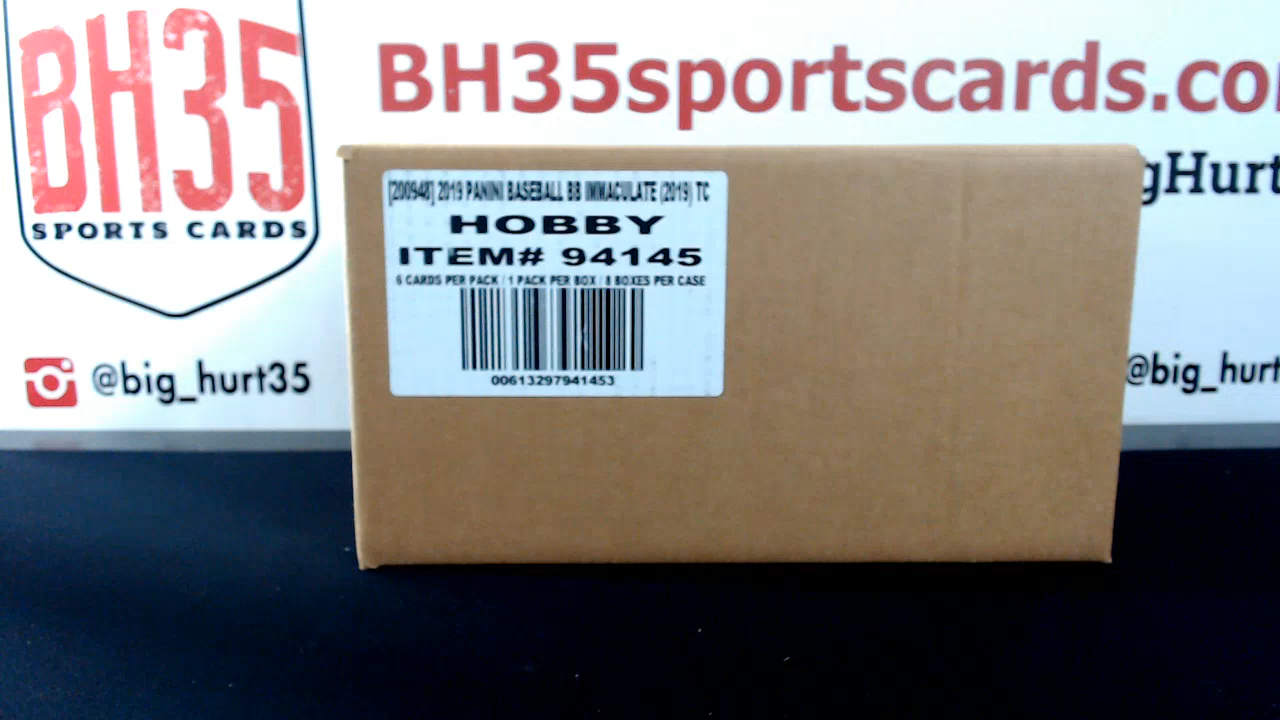 BH35
SPORTS CARDS
@big_hurt35
BH35sportscards.co
gHurt
[200948] 2019 PANINI BASEBALL BB IMMACULATE (2019) TC
HOBBY
ITEM# 94145
6 CARDS PER PACK / 1 PACK PER BOX / 8 BOXES PER CASE
00613297941453
@big_hurt